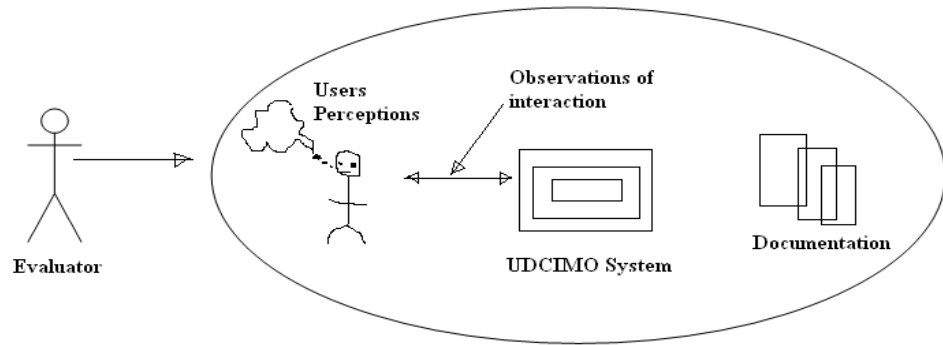 Users
Perceptions
Observations of
interaction
Evaluator
UDCIMO System
Documentation